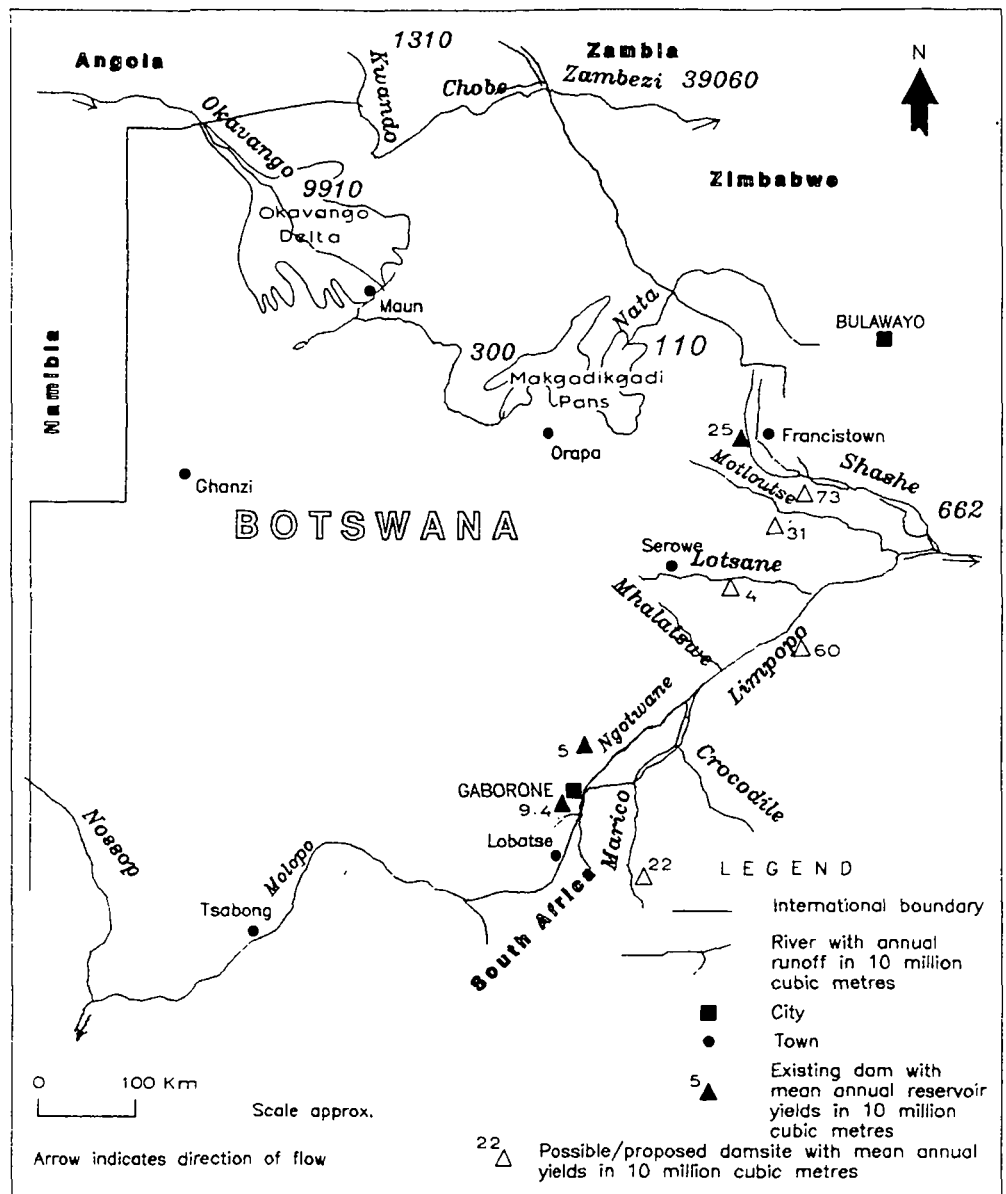 1310
Zambia
Angola
Kwando
Chobe
Zambezi 39060
N
Okavango
Zimbabwe
9910
Okavango
Delta
Maun
Nata
BULAWAYO
Namibia
300
110
Makgadikgadi
Pans
25
Francistown
Orapa
Shashe
Motloutse
73
Ghanzi
BOTSWANA
662
31
Serowe
Lotsane
4
Mhalatswe
Limpopo
60
Ngotwane
5
Crocodile
GABORONE
9.4
Nossop
Marico
Lobatse
Molopo
22
Tsabong
South Africa
LEGEND
International boundary
River with annual
runoff in 10 million
cubic metres
City
Town
5
Existing dam with
mean annual reservoir
yields in 10 million
cubic metres
0 100 Km
Scale approx.
Arrow indicates direction of flow
22
Possible/proposed damsite with mean annual
yields in 10 million cubic metres